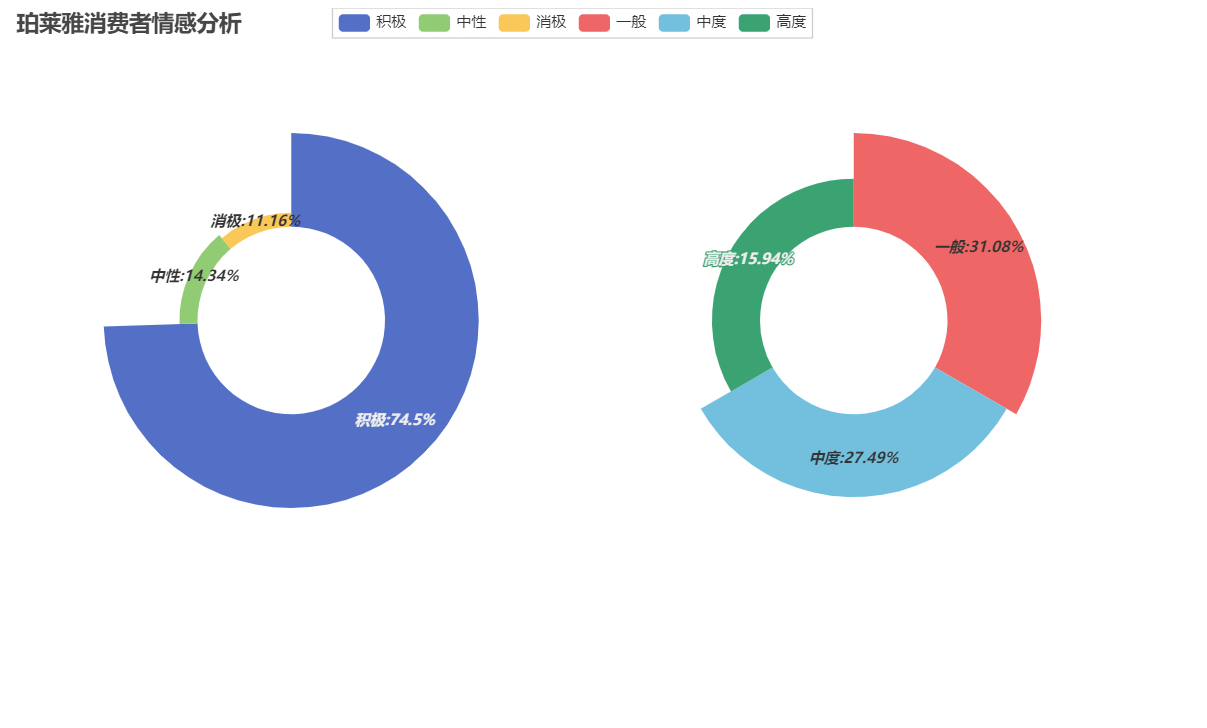 珀莱雅消费者情感分析
积极 中性 消极 一般 中度 高度
消极:11.16%
中性:14.34%
积极:74.5%
一般:31.08%
高度:15.94%
中度:27.49%